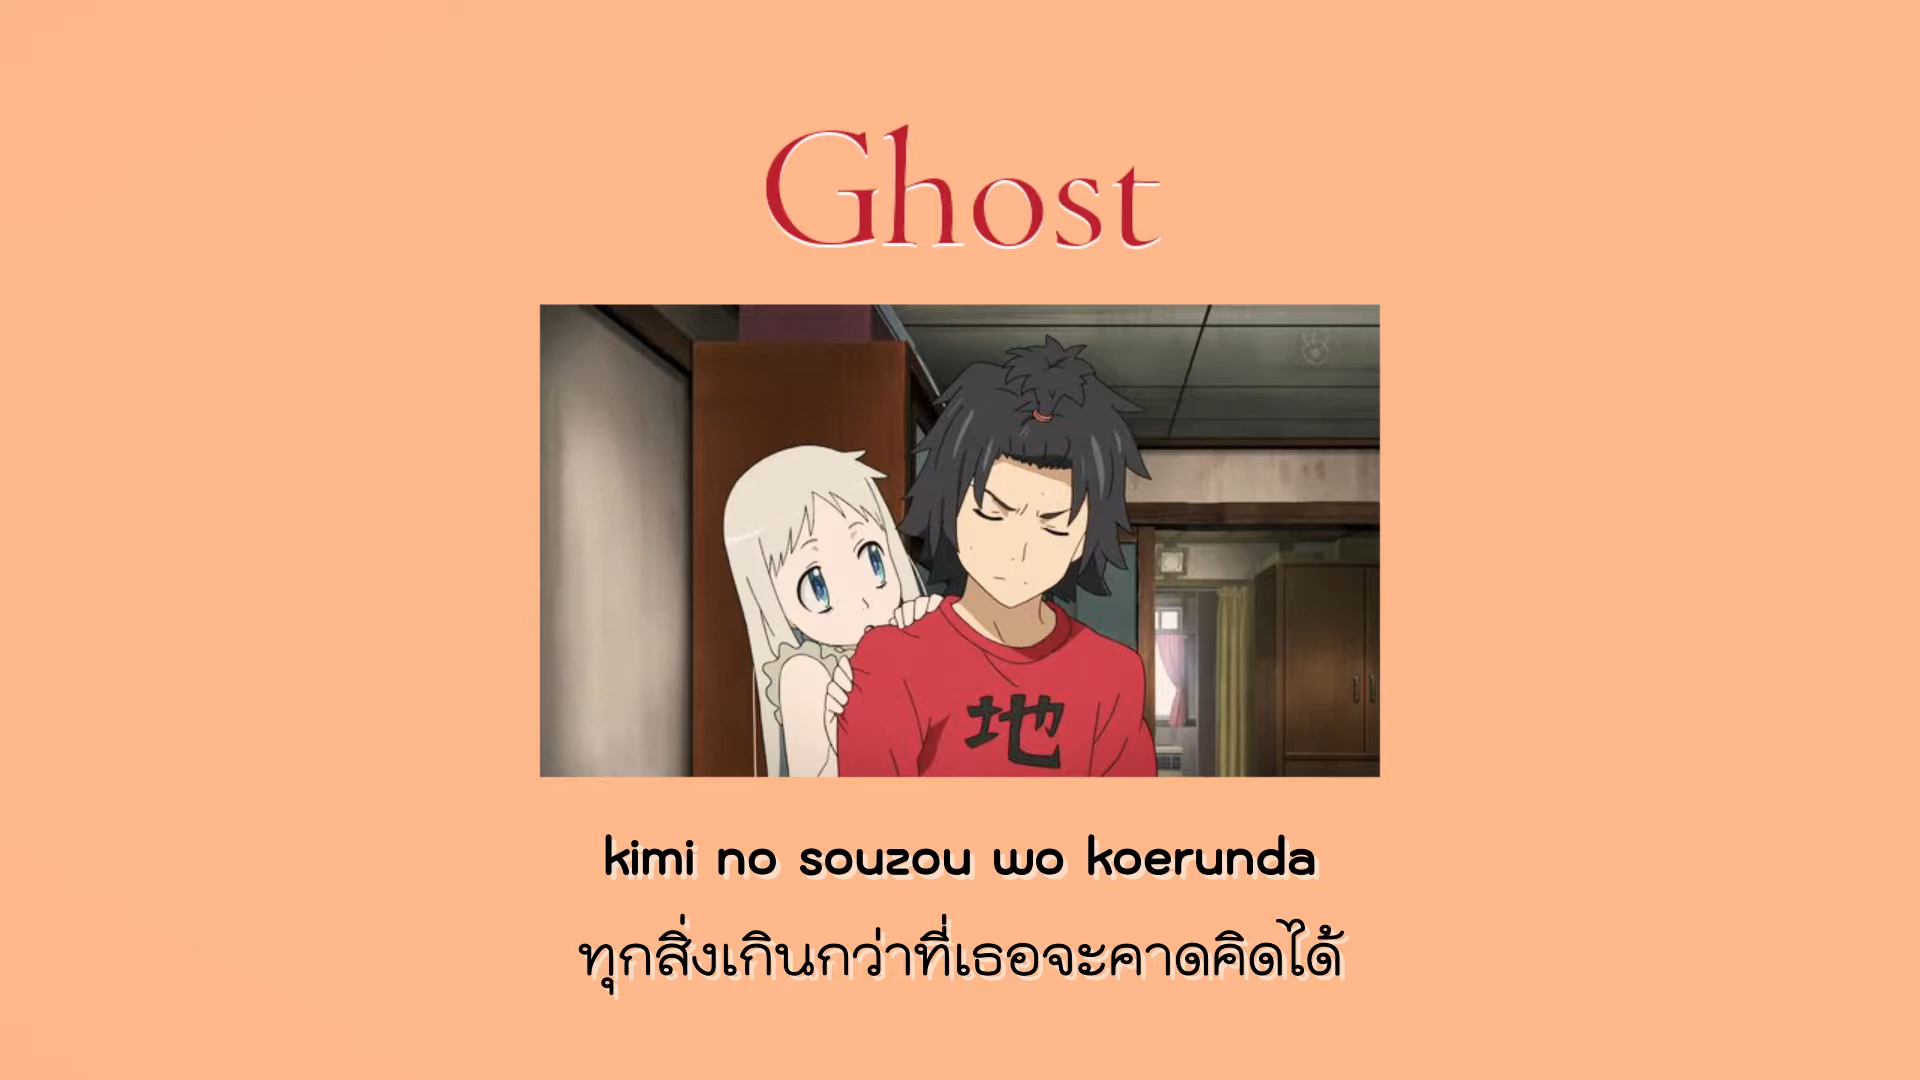 Ghost
地
kimi no souzou wo koerunda
ทุกสิ่งเกินกว่าที่เธอจะคาดคิดได้